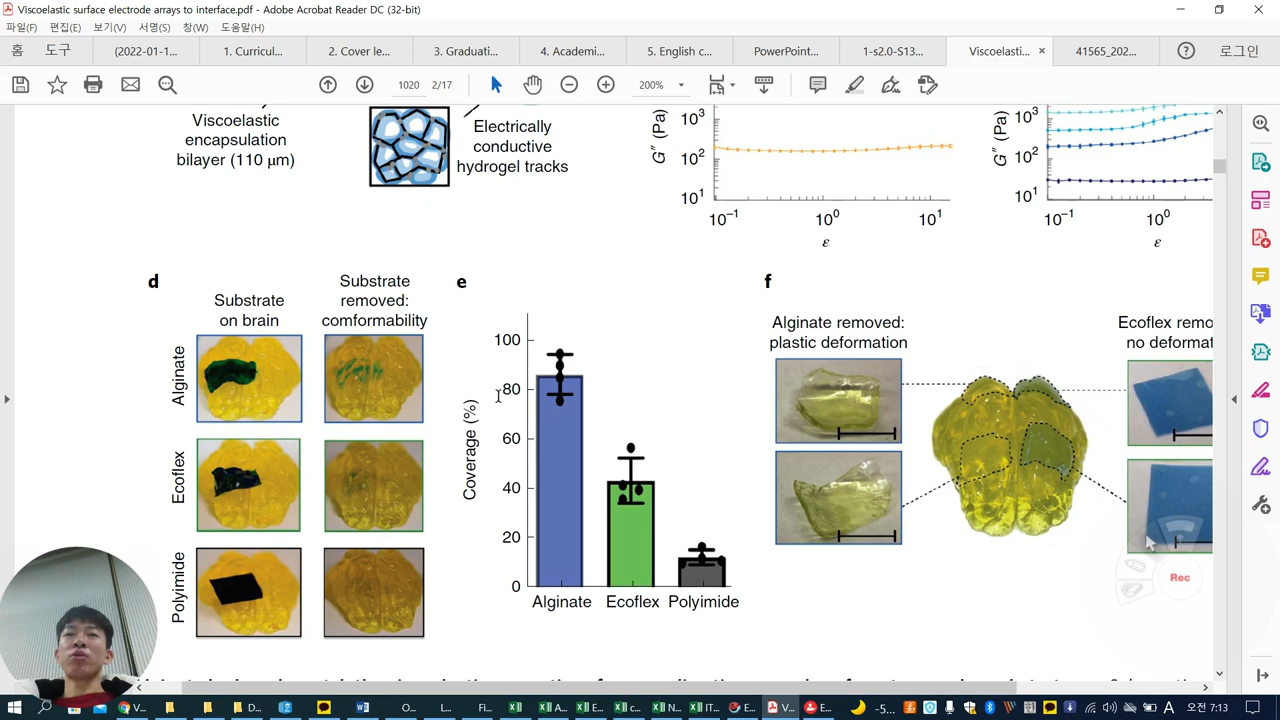 Viscoelastic surface electrode arrays to interface.pdf - Adobe Acrobat Reader DC (32-bit)
파일(F) 편집(E) 보기(V) 서명(S) 창(W) 도움말(H)
홈 도구 (2022-01-1... 1. Curricul... 2. Cover le... 3. Graduati... 4. Academi... 5. English c... PowerPoint... 1-s2.0-S13... Viscoelasti... × 41565_202... 로그인
1020 2/17 200%
Viscoelastic
encapsulation
bilayer (110 μm)
Electrically
conductive
hydrogel tracks
G″ (Pa)
10³
10²
10¹
10⁻¹ 10⁰ 10¹
ε
G″ (Pa)
10³
10²
10¹
10⁻¹ 10⁰
ε
d
Substrate
on brain
Substrate
removed:
comformability
Alginate
Ecoflex
Polyimide
e
Coverage (%)
100
80
60
40
20
0
Alginate Ecoflex Polyimide
f
Alginate removed:
plastic deformation
Ecoflex remo
no deformat
Rec
-5...
A 오전 7:13